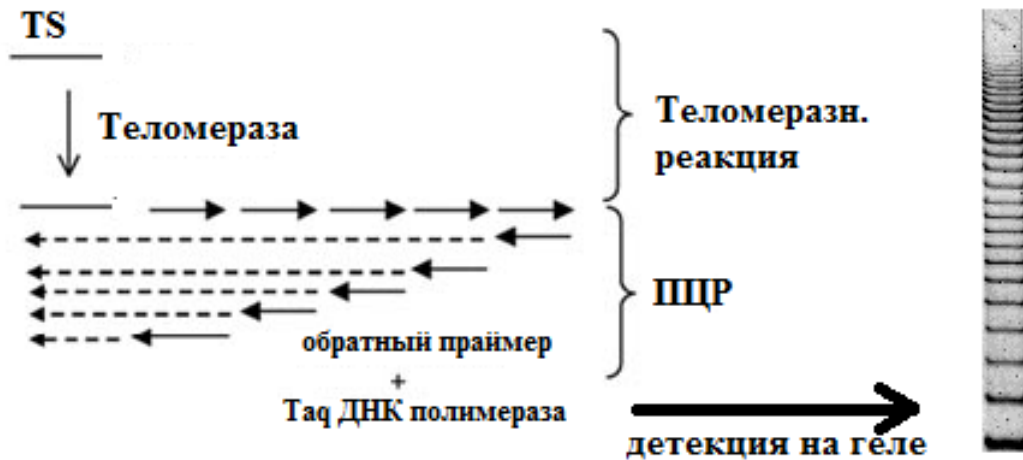 TS
Теломераза
Теломеразн.
реакция
ПЦР
обратный праймер
+
Taq ДНК полимераза
детекция на геле